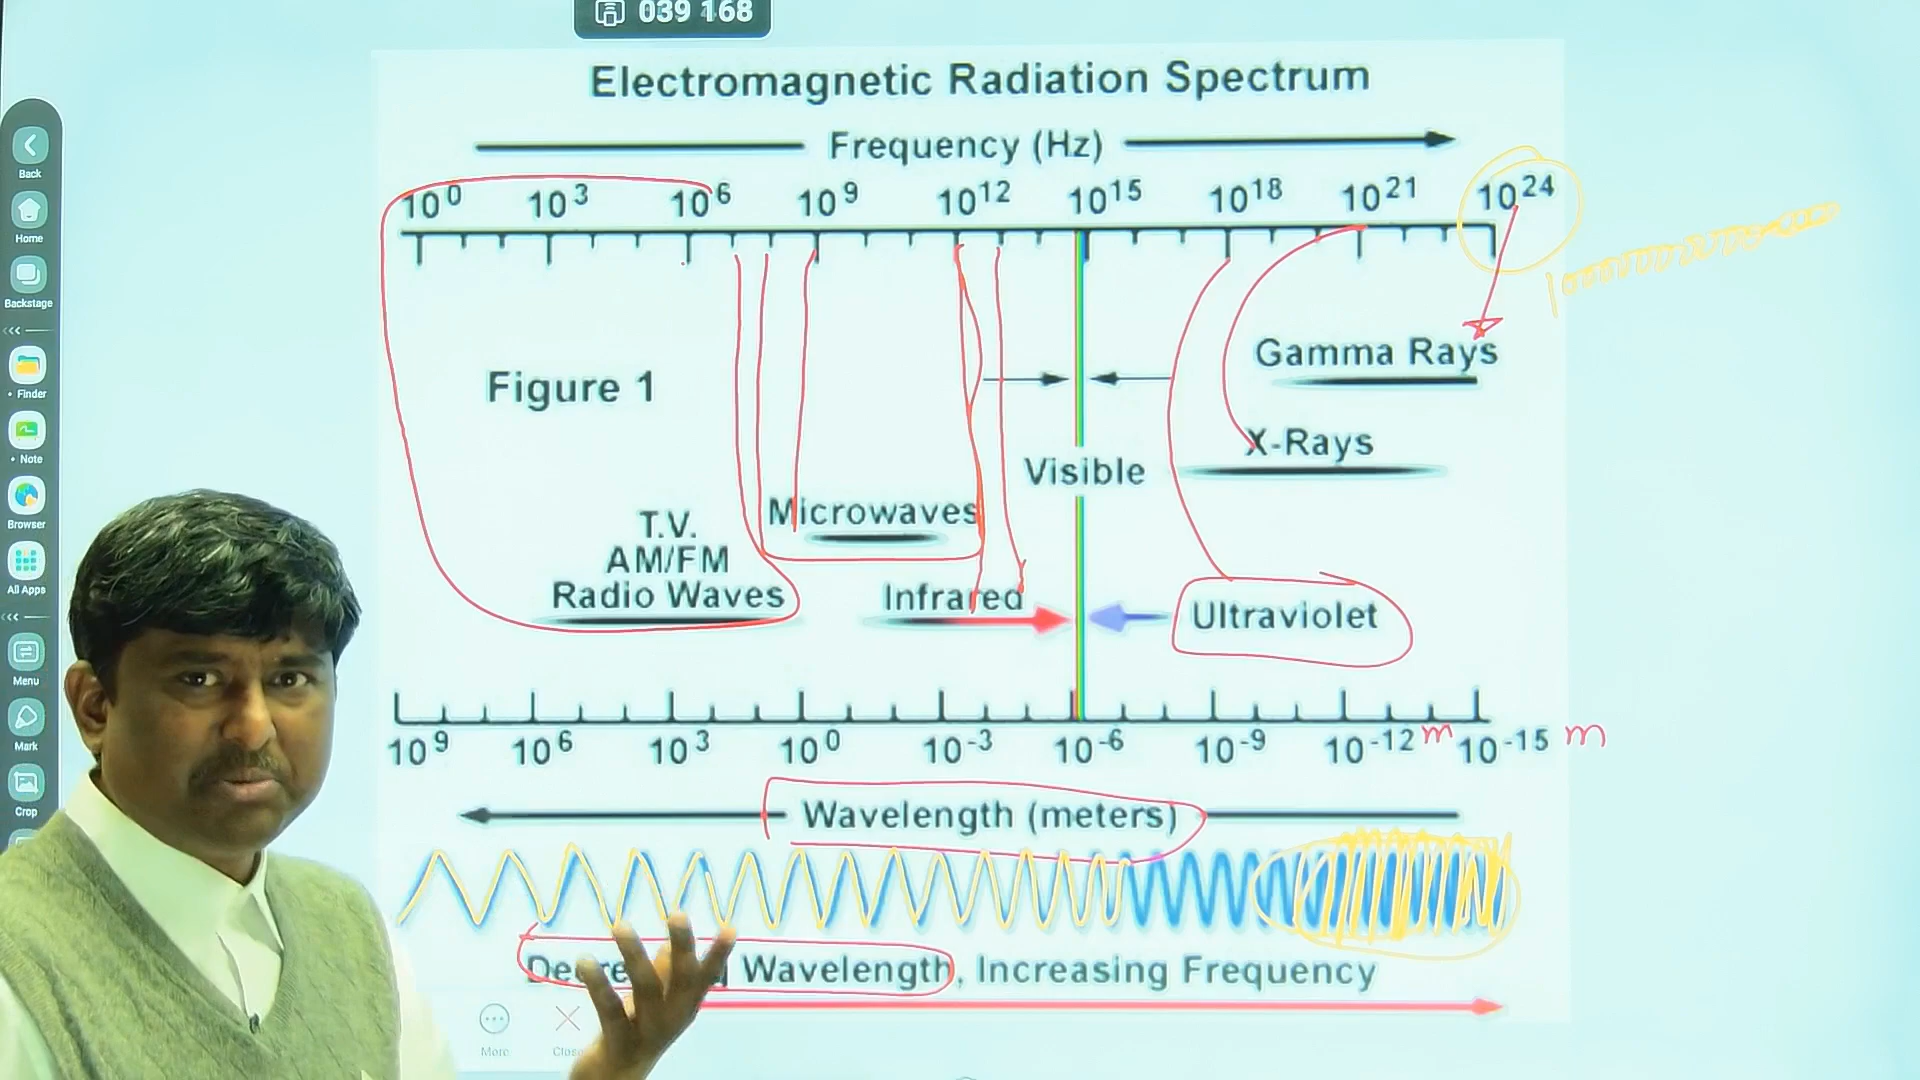 039 168
Electromagnetic Radiation Spectrum
Frequency (Hz)
10⁰ 10³ 10⁶ 10⁹ 10¹² 10¹⁵ 10¹⁸ 10²¹ 10²⁴
Back
Home
Backstage
Finder
Note
Browser
All Apps
Menu
Mark
Crop
Figure 1
Gamma Rays
X-Rays
Visible
Microwaves
T.V.
AM/FM
Radio Waves
Infrared
Ultraviolet
10⁹ 10⁶ 10³ 10⁰ 10⁻³ 10⁻⁶ 10⁻⁹ 10⁻¹² m 10⁻¹⁵ m
Wavelength (meters)
Wavelength, Increasing Frequency
More